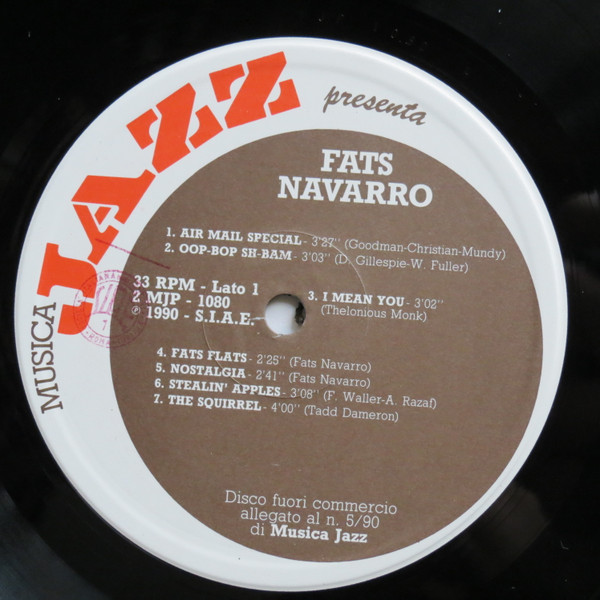 MUSICA JAZZ presenta
FATS
NAVARRO
1. AIR MAIL SPECIAL - 3'27'' (Goodman-Christian-Mundy)
2. OOP-BOP SH-BAM - 3'03'' (D. Gillespie-W. Fuller)
33 RPM - Lato 1
2 MJP - 1080
℗ 1990 - S.I.A.E.
3. I MEAN YOU - 3'02''
(Thelonious Monk)
4. FATS FLATS - 2'25'' (Fats Navarro)
5. NOSTALGIA - 2'41'' (Fats Navarro)
6. STEALIN' APPLES - 3'08'' (F. Waller-A. Razaf)
7. THE SQUIRREL - 4'00'' (Tadd Dameron)
Disco fuori commercio
allegato al n. 5/90
di Musica Jazz